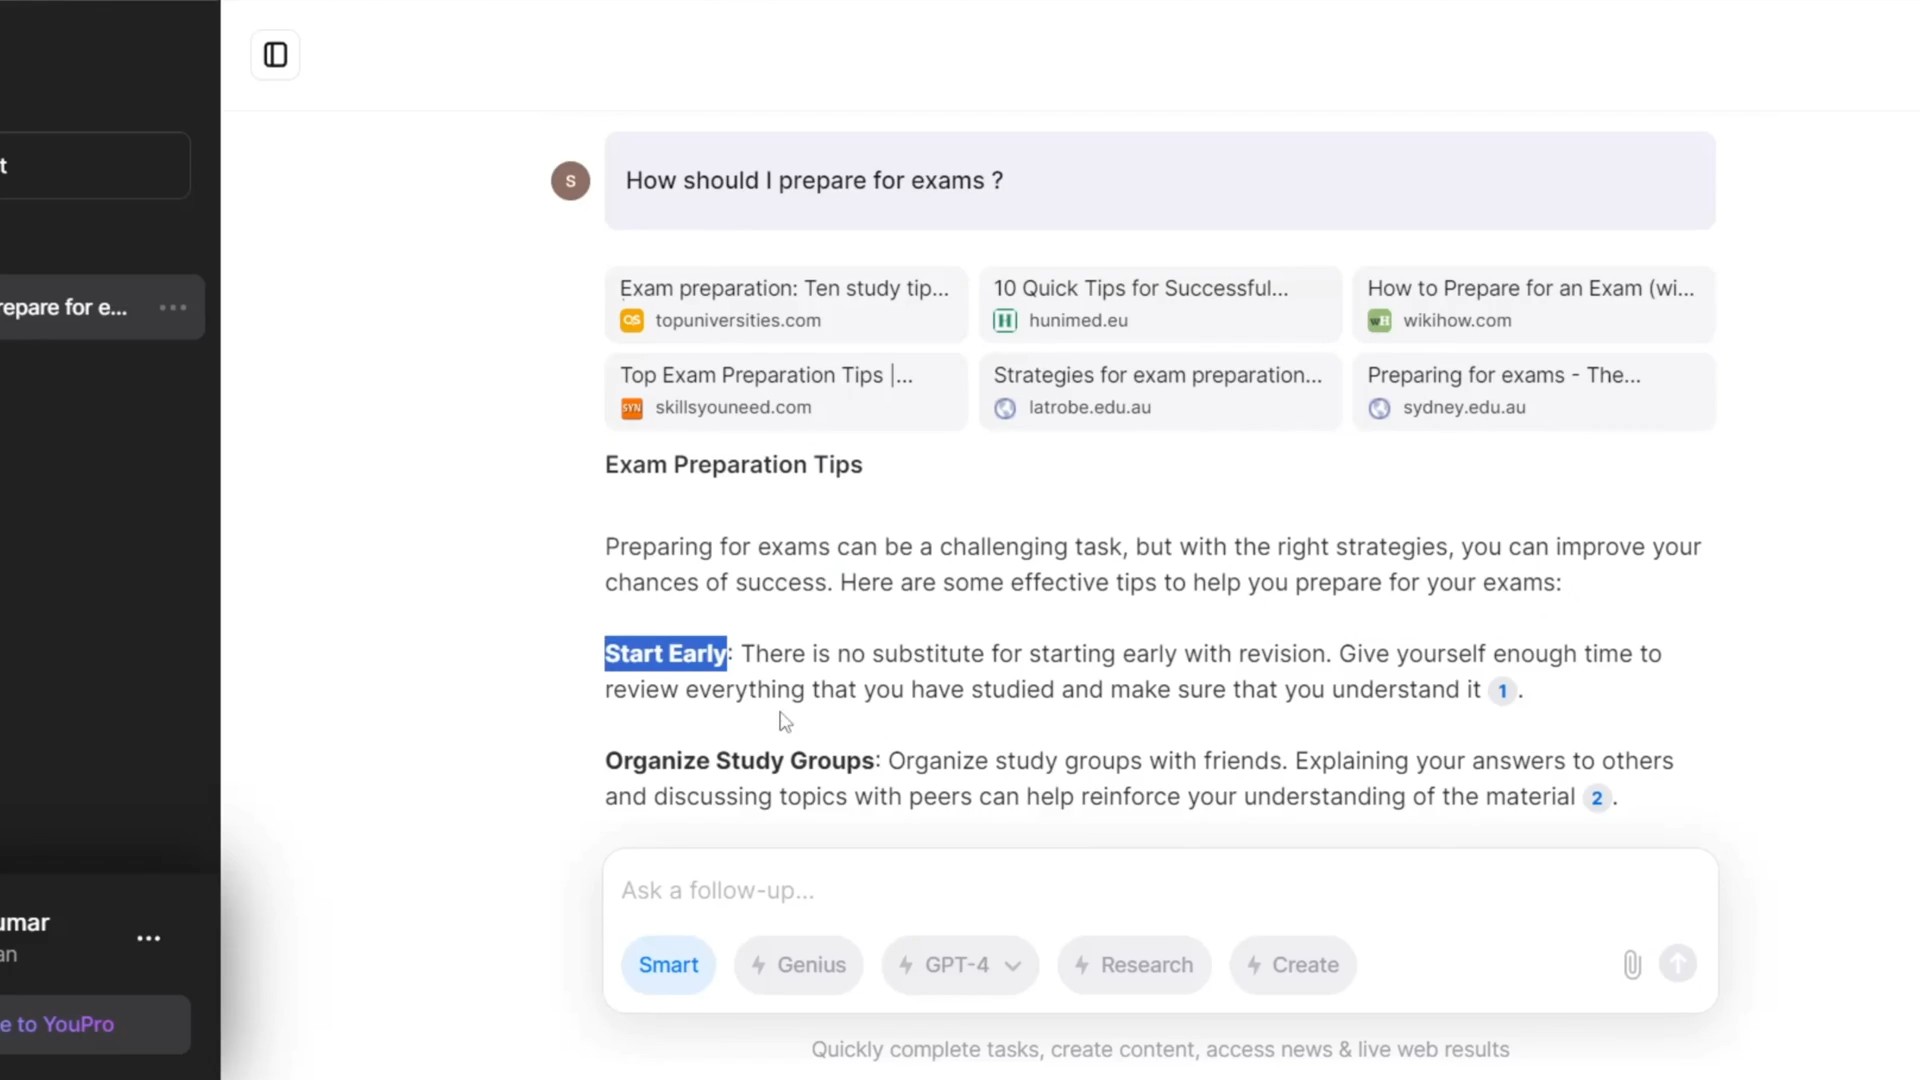 t
repare for e...
umar
an
e to YouPro
S
How should I prepare for exams ?
Exam preparation: Ten study tip...
QS topuniversities.com
10 Quick Tips for Successful...
H hunimed.eu
How to Prepare for an Exam (wi...
wH wikihow.com
Top Exam Preparation Tips |...
SYN skillsyouneed.com
Strategies for exam preparation...
latrobe.edu.au
Preparing for exams - The...
sydney.edu.au
Exam Preparation Tips
Preparing for exams can be a challenging task, but with the right strategies, you can improve your
chances of success. Here are some effective tips to help you prepare for your exams:
Start Early: There is no substitute for starting early with revision. Give yourself enough time to
review everything that you have studied and make sure that you understand it 1.
Organize Study Groups: Organize study groups with friends. Explaining your answers to others
and discussing topics with peers can help reinforce your understanding of the material 2.
Ask a follow-up...
Smart Genius GPT-4 Research Create
Quickly complete tasks, create content, access news & live web results